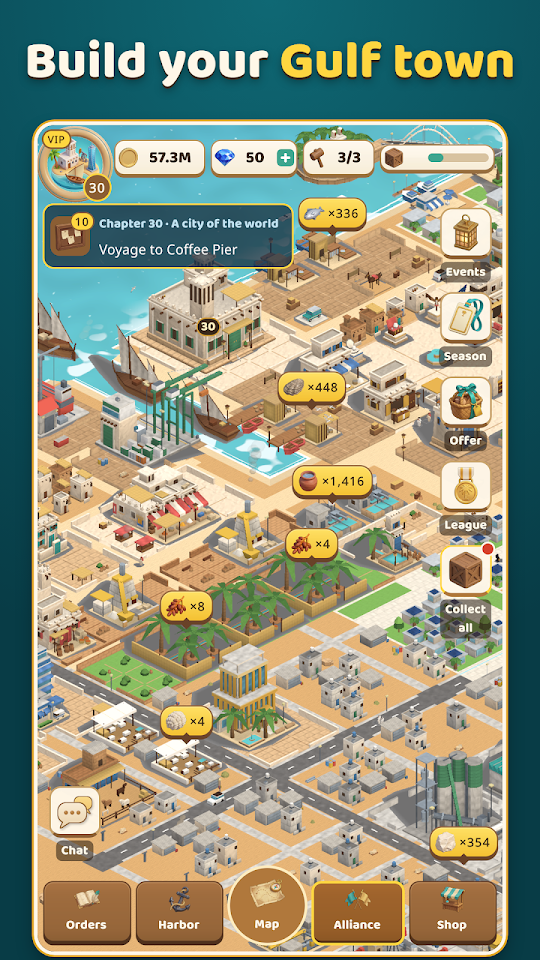 Build your Gulf town
VIP
57.3M
50
3/3
30
10
Chapter 30 · A city of the world
Voyage to Coffee Pier
×336
Events
30
Season
×448
Offer
×1,416
League
×4
Collect
all
×8
×4
×354
Chat
Orders
Harbor
Map
Alliance
Shop